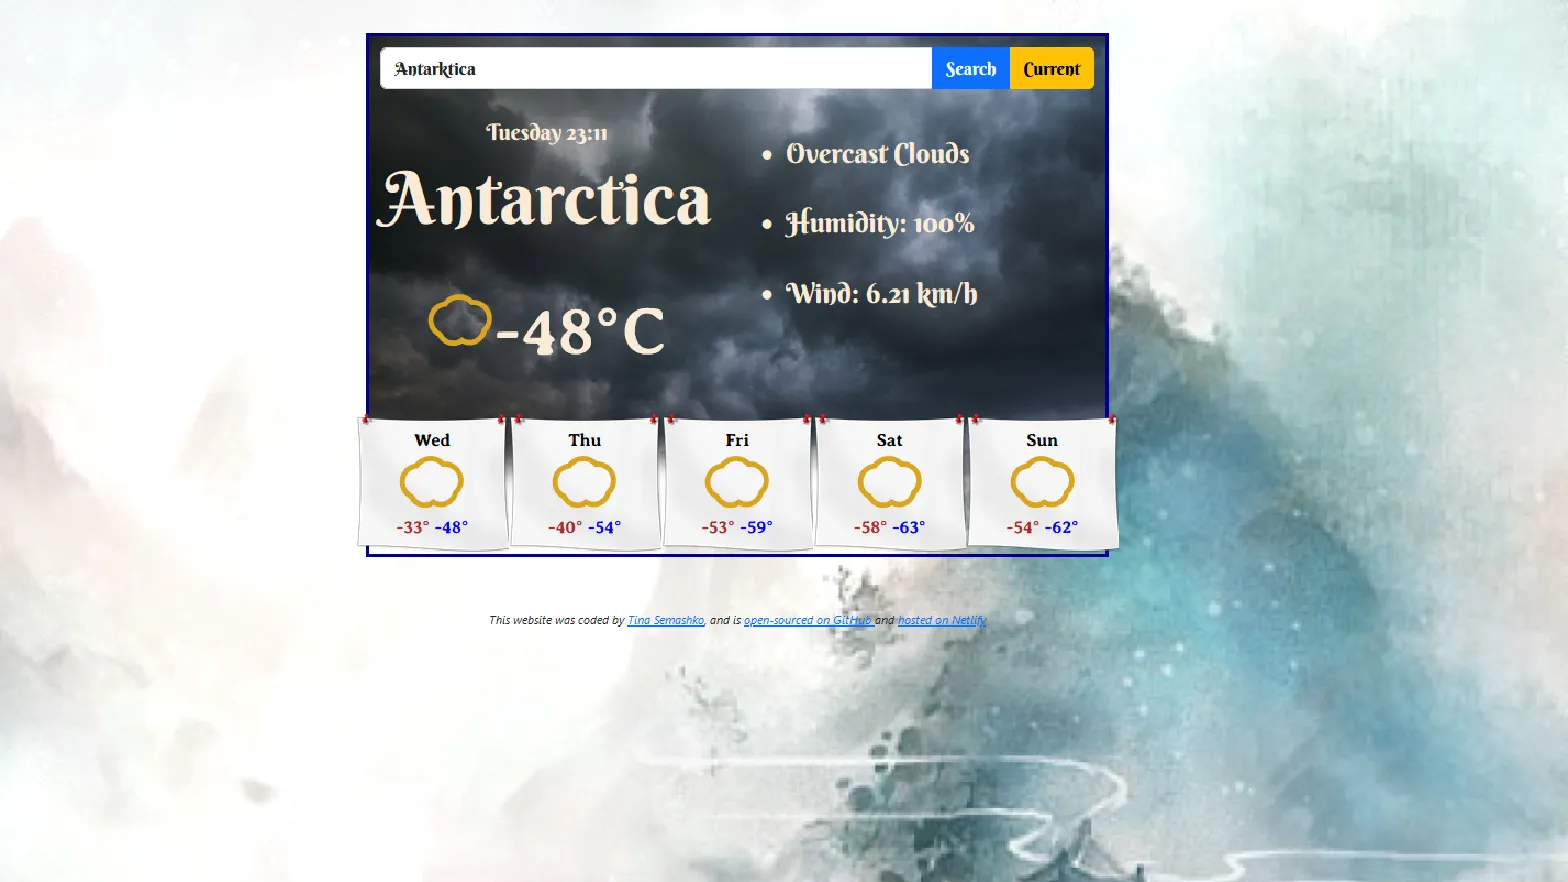 Antarktica
Search
Current
Tuesday 23:11
Antarctica
-48°C
Overcast Clouds
Humidity: 100%
Wind: 6.21 km/h
Wed
-33° -48°
Thu
-40° -54°
Fri
-53° -59°
Sat
-58° -63°
Sun
-54° -62°
This website was coded by Tina Semashko, and is open-sourced on GitHub and hosted on Netlify